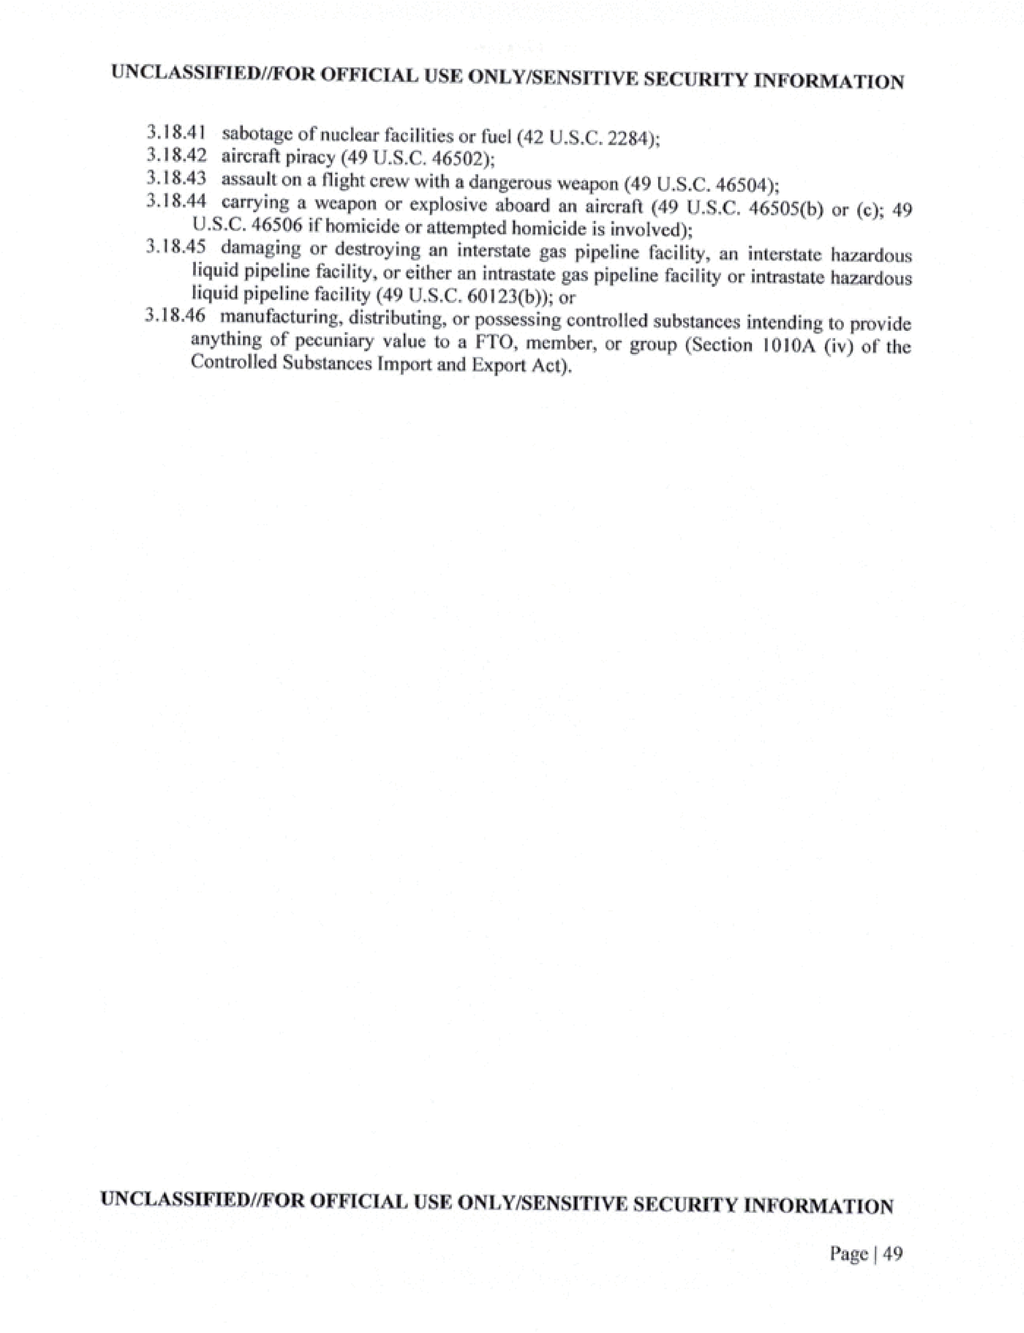 UNCLASSIFIED//FOR OFFICIAL USE ONLY/SENSITIVE SECURITY INFORMATION
3.18.41 sabotage of nuclear facilities or fuel (42 U.S.C. 2284);
3.18.42 aircraft piracy (49 U.S.C. 46502);
3.18.43 assault on a flight crew with a dangerous weapon (49 U.S.C. 46504);
3.18.44 carrying a weapon or explosive aboard an aircraft (49 U.S.C. 46505(b) or (c); 49
U.S.C. 46506 if homicide or attempted homicide is involved);
3.18.45 damaging or destroying an interstate gas pipeline facility, an interstate hazardous
liquid pipeline facility, or either an intrastate gas pipeline facility or intrastate hazardous
liquid pipeline facility (49 U.S.C. 60123(b)); or
3.18.46 manufacturing, distributing, or possessing controlled substances intending to provide
anything of pecuniary value to a FTO, member, or group (Section 1010A (iv) of the
Controlled Substances Import and Export Act).
UNCLASSIFIED//FOR OFFICIAL USE ONLY/SENSITIVE SECURITY INFORMATION
Page | 49